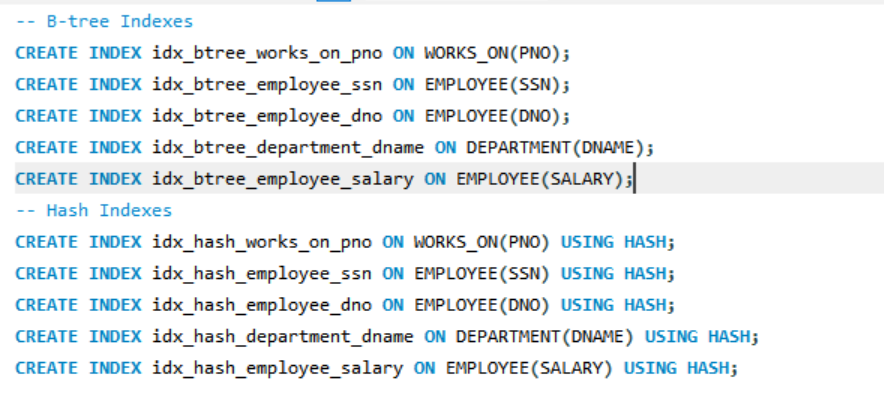 -- B-tree Indexes
CREATE INDEX idx_btree_works_on_pno ON WORKS_ON(PNO);
CREATE INDEX idx_btree_employee_ssn ON EMPLOYEE(SSN);
CREATE INDEX idx_btree_employee_dno ON EMPLOYEE(DNO);
CREATE INDEX idx_btree_department_dname ON DEPARTMENT(DNAME);
CREATE INDEX idx_btree_employee_salary ON EMPLOYEE(SALARY);
-- Hash Indexes
CREATE INDEX idx_hash_works_on_pno ON WORKS_ON(PNO) USING HASH;
CREATE INDEX idx_hash_employee_ssn ON EMPLOYEE(SSN) USING HASH;
CREATE INDEX idx_hash_employee_dno ON EMPLOYEE(DNO) USING HASH;
CREATE INDEX idx_hash_department_dname ON DEPARTMENT(DNAME) USING HASH;
CREATE INDEX idx_hash_employee_salary ON EMPLOYEE(SALARY) USING HASH;